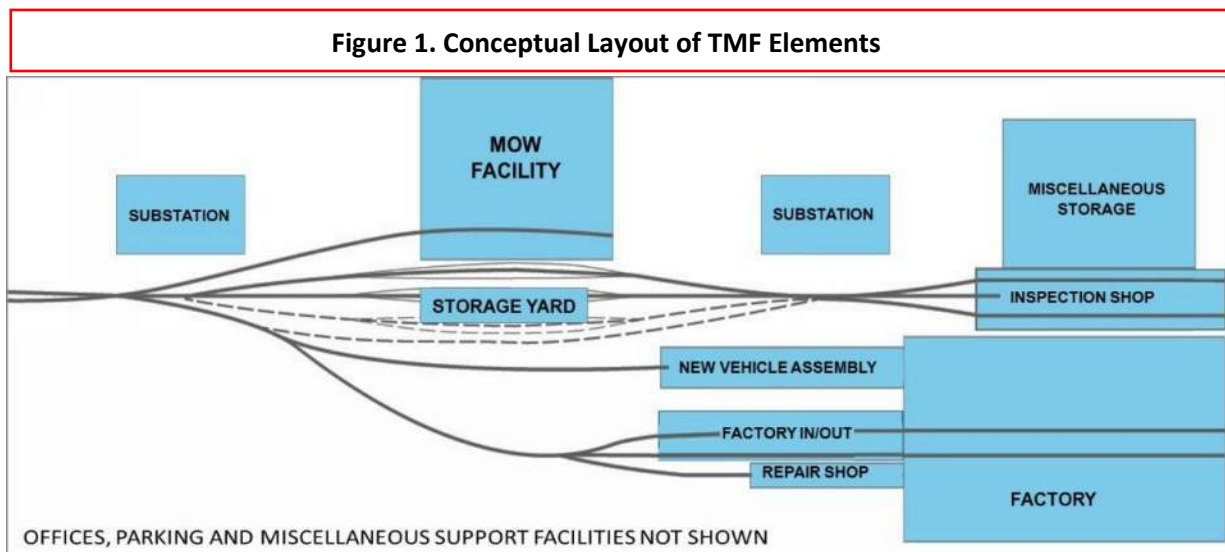 Figure 1. Conceptual Layout of TMF Elements
MOW
FACILITY
SUBSTATION
SUBSTATION
MISCELLANEOUS
STORAGE
STORAGE YARD
INSPECTION SHOP
NEW VEHICLE ASSEMBLY
FACTORY IN/OUT
REPAIR SHOP
FACTORY
OFFICES, PARKING AND MISCELLANEOUS SUPPORT FACILITIES NOT SHOWN